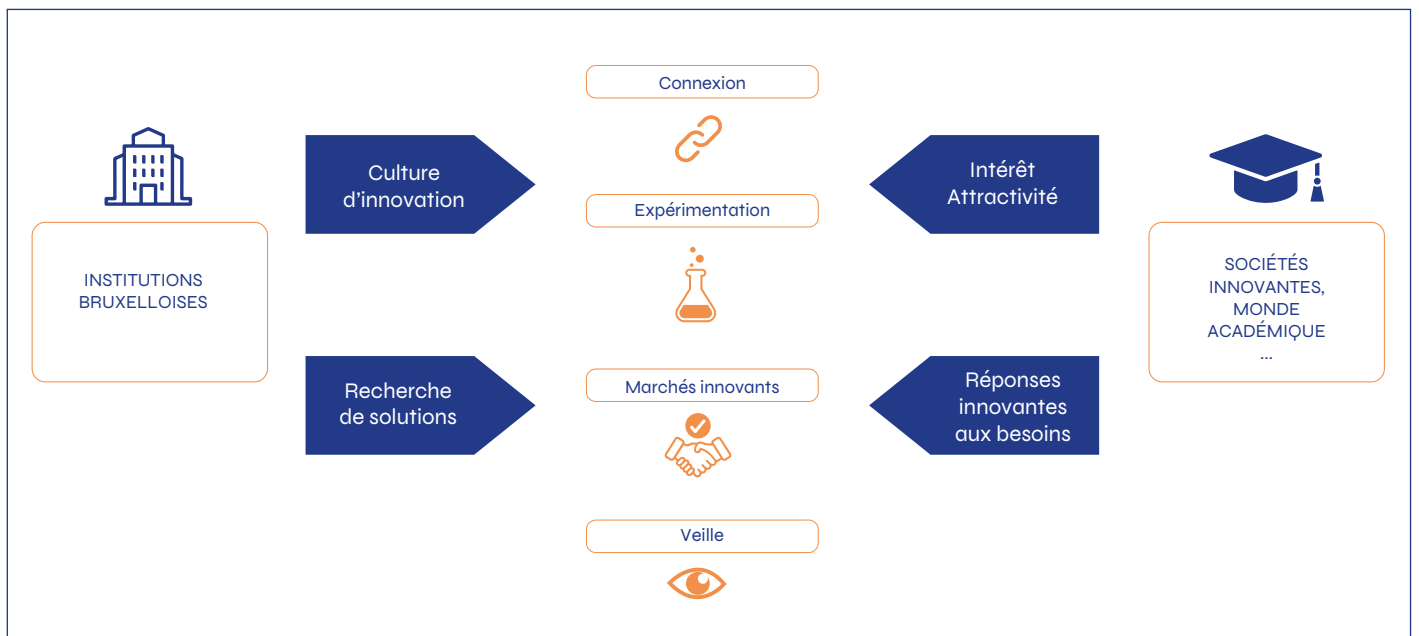 INSTITUTIONS
BRUXELLOISES
Culture
d'innovation
Recherche
de solutions
Connexion
Expérimentation
Marchés innovants
Veille
Intérêt
Attractivité
Réponses
innovantes
aux besoins
SOCIÉTÉS
INNOVANTES,
MONDE
ACADÉMIQUE
...